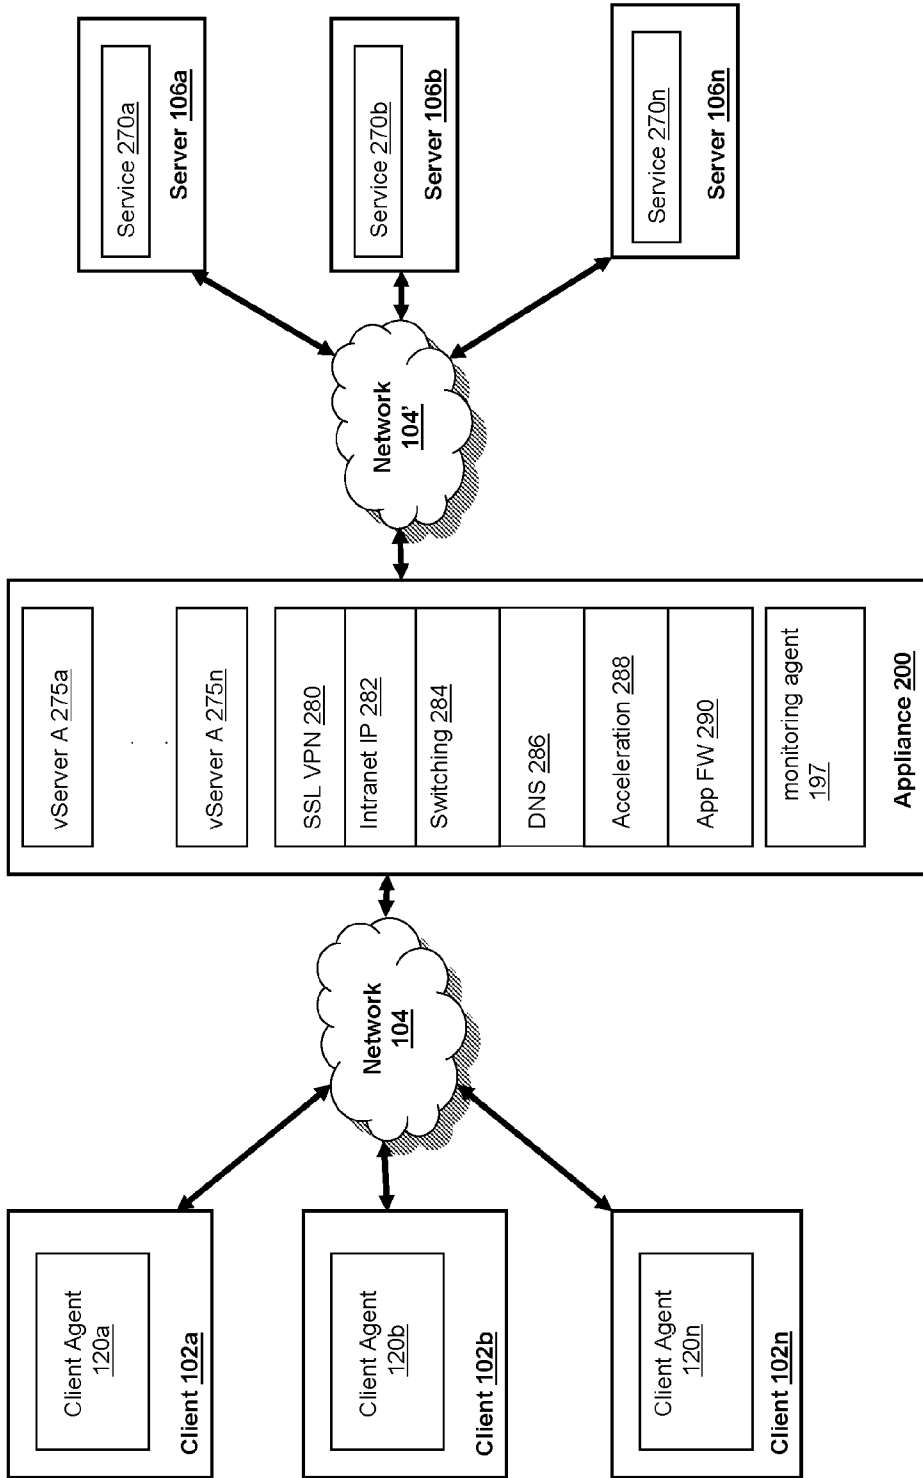 Client Agent
120a
Client 102a
Client Agent
120b
Client 102b
Client Agent
120n
Client 102n
Network
104
vServer A 275a
vServer A 275n
SSL VPN 280
Intranet IP 282
Switching 284
DNS 286
Acceleration 288
App FW 290
monitoring agent
197
Appliance 200
Network
104'
Service 270a
Server 106a
Service 270b
Server 106b
Service 270n
Server 106n